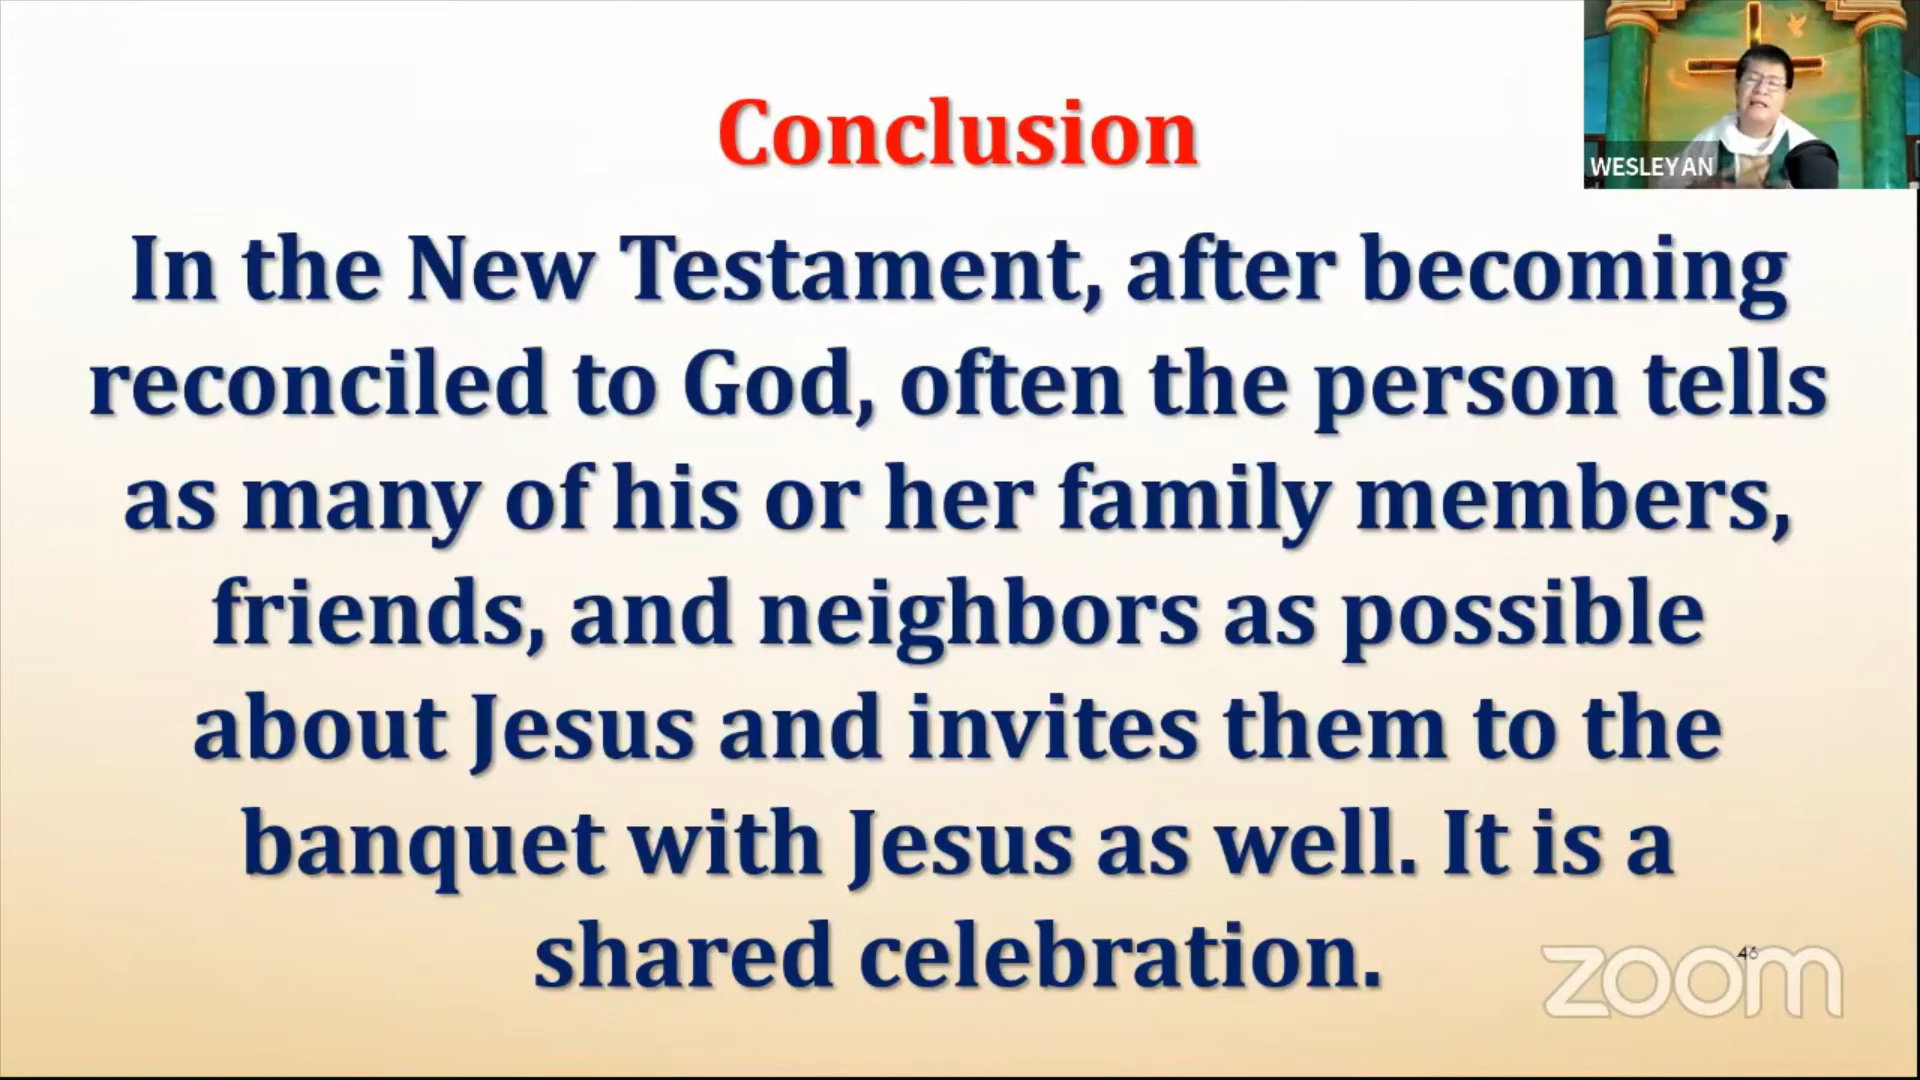 Conclusion
WESLEYAN
In the New Testament, after becoming
reconciled to God, often the person tells
as many of his or her family members,
friends, and neighbors as possible
about Jesus and invites them to the
banquet with Jesus as well. It is a
shared celebration.
46
zoom